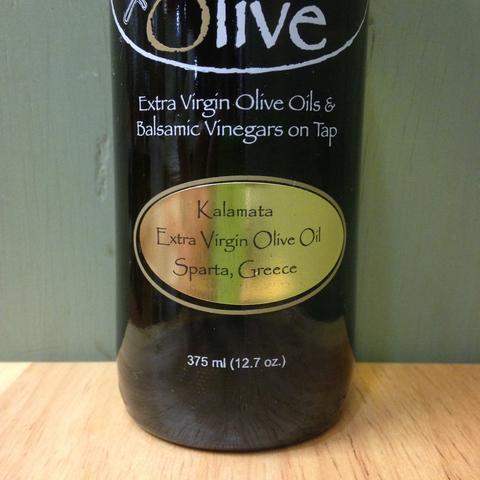 Olive
Extra Virgin Olive Oils &
Balsamic Vinegars on Tap
Kalamata
Extra Virgin Olive Oil
Sparta, Greece
375 ml (12.7 oz.)